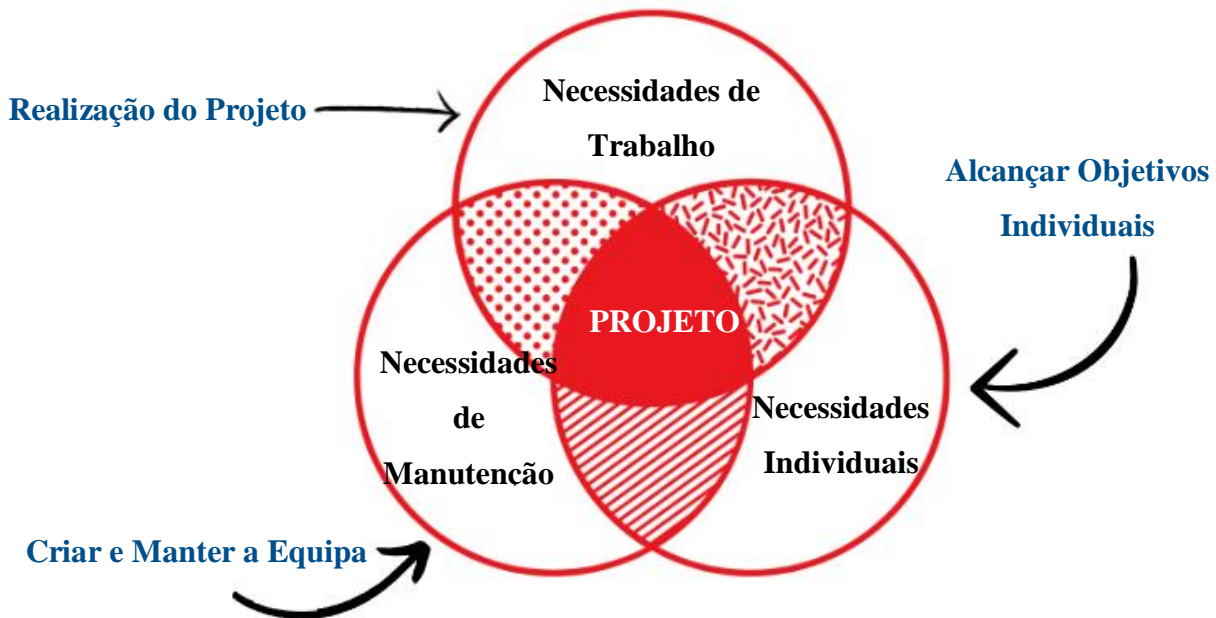 Necessidades de
Trabalho
Realização do Projeto
Alcançar Objetivos
Individuais
PROJETO
Necessidades
de
Manutenção
Necessidades
Individuais
Criar e Manter a Equipa